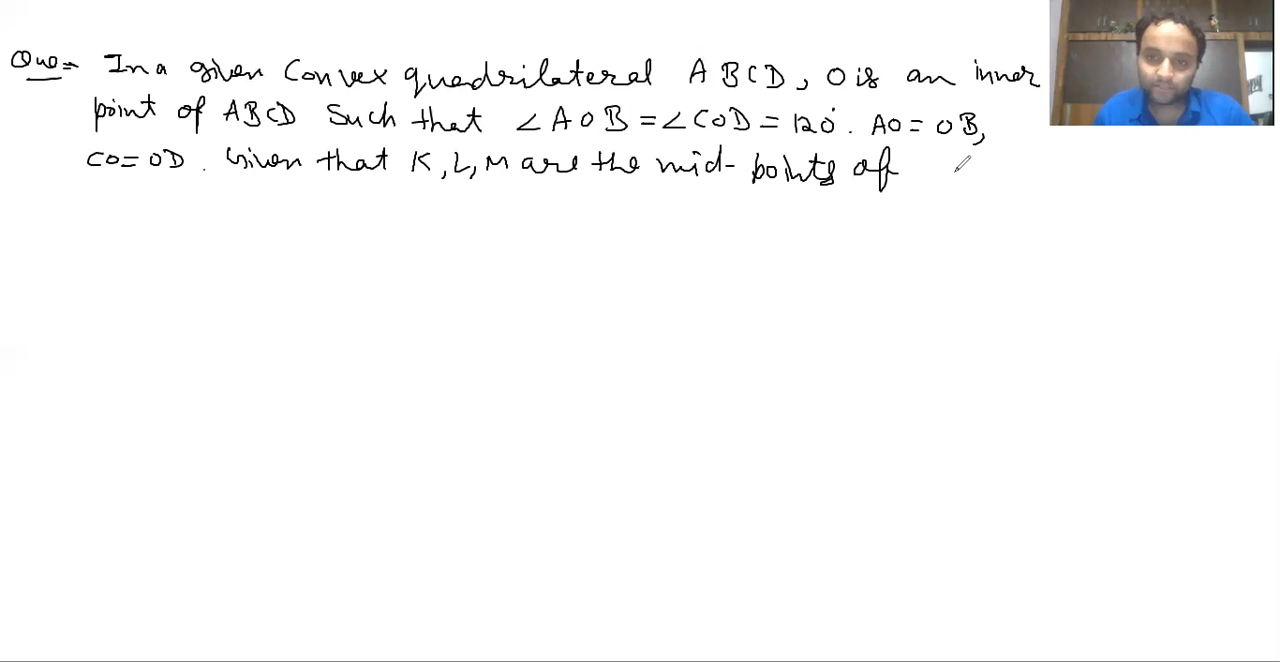 Que= In a given Convex quadrilateral ABCD, O is an inner
point of ABCD Such that ∠AOB=∠COD=120°. AO=OB,
CO=OD. Given that K,L,M are the mid-points of